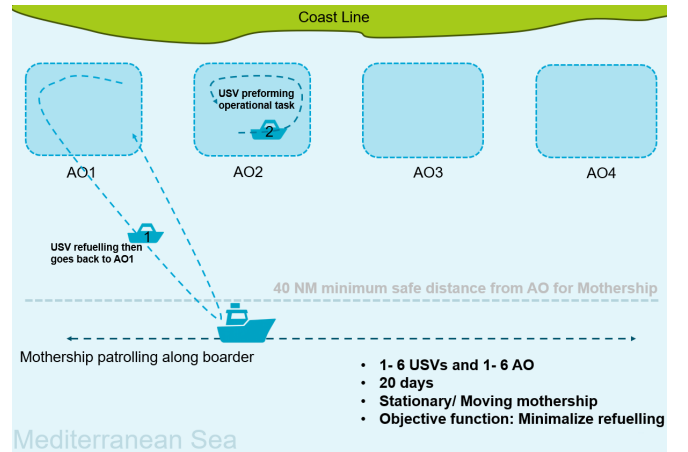 Coast Line
USV preforming
operational task
2
AO1
AO2
AO3
AO4
1
USV refuelling then
goes back to AO1
40 NM minimum safe distance from AO for Mothership
Mothership patrolling along boarder
• 1- 6 USVs and 1- 6 AO
• 20 days
• Stationary/ Moving mothership
• Objective function: Minimalize refuelling
Mediterranean Sea